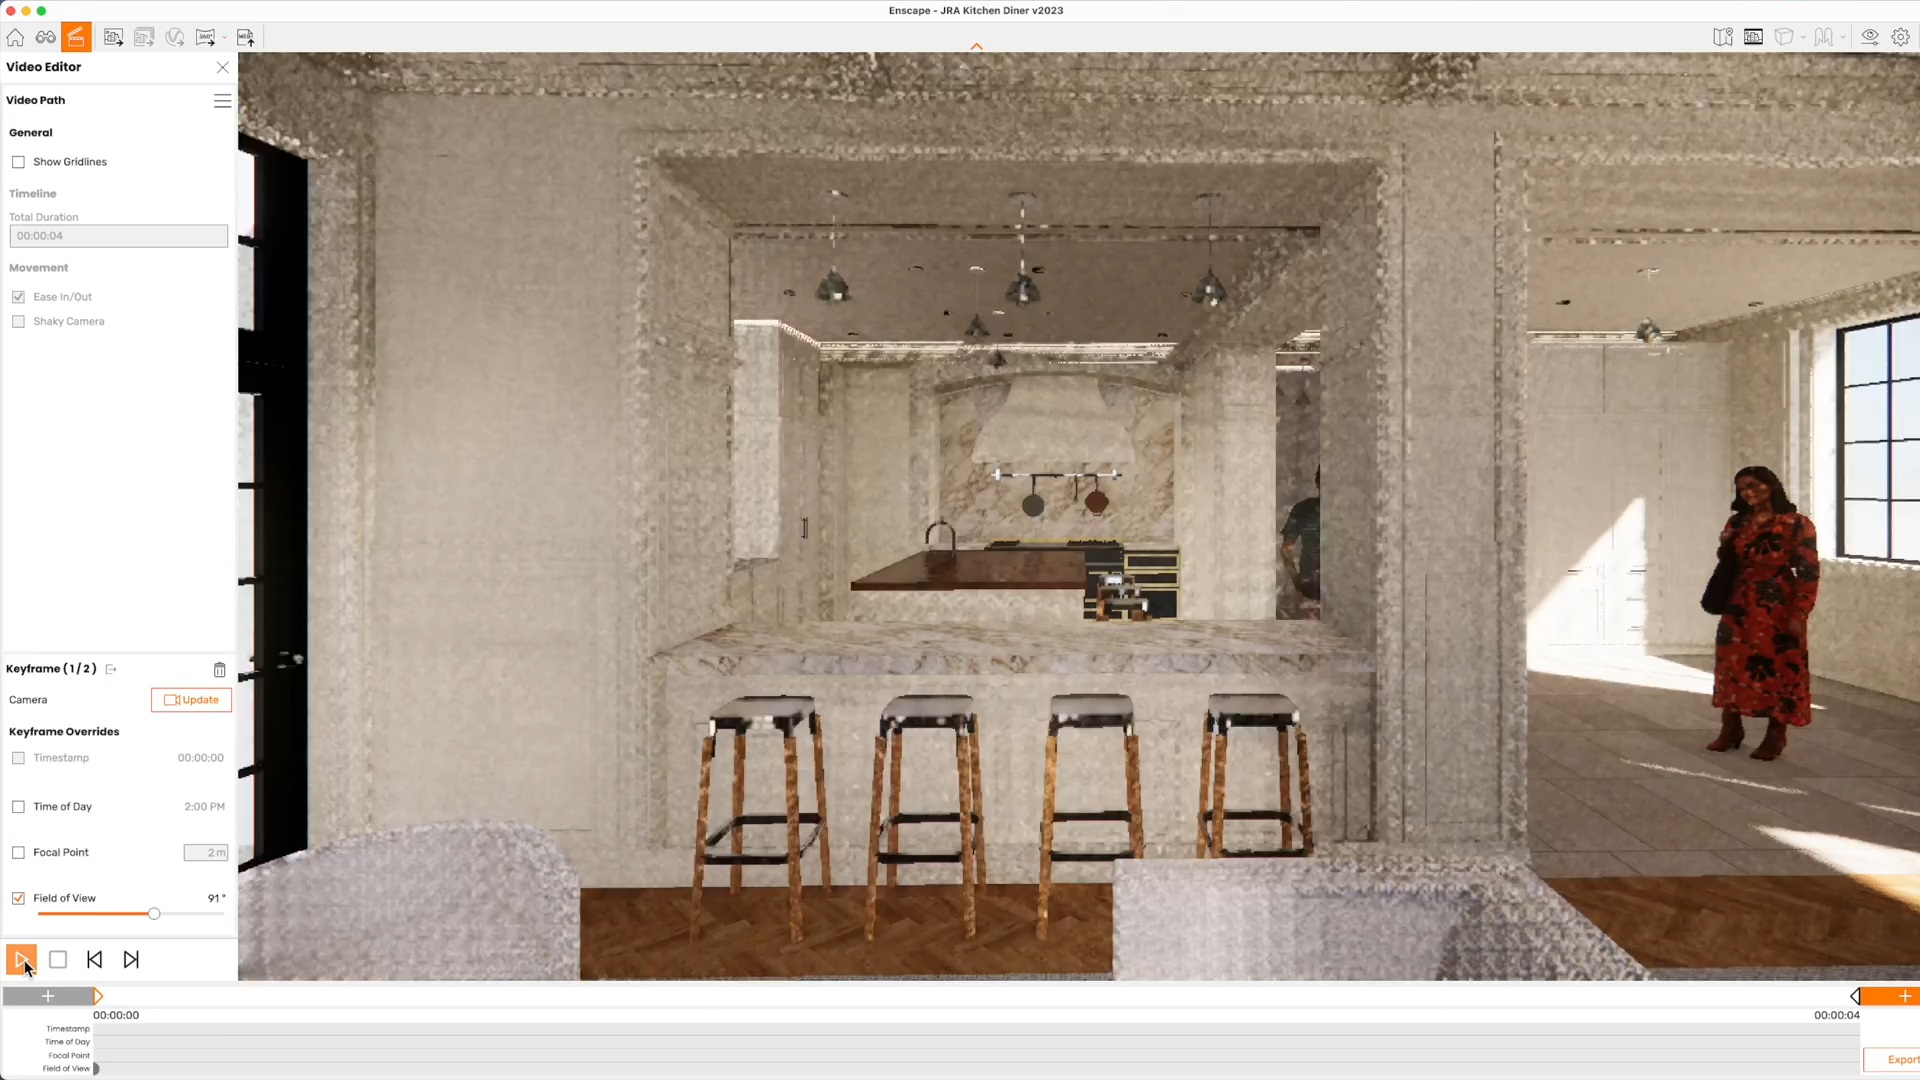 Enscape - JRA Kitchen Diner v2023
360°
WEB
Video Editor
Video Path
General
Show Gridlines
Timeline
Total Duration
00:00:04
Movement
Ease In/Out
Shaky Camera
Keyframe ( 1 / 2 )
Camera
Update
Keyframe Overrides
Timestamp 00:00:00
Time of Day 2:00 PM
Focal Point 2 m
Field of View 91°
00:00:00 00:00:04
Timestamp
Time of Day
Focal Point
Field of View
Export